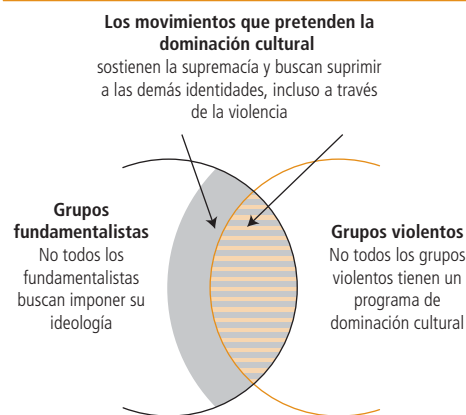 Los movimientos que pretenden la
dominación cultural
sostienen la supremacía y buscan suprimir
a las demás identidades, incluso a través
de la violencia
Grupos
fundamentalistas
No todos los
fundamentalistas
buscan imponer su
ideología
Grupos violentos
No todos los grupos
violentos tienen un
programa de
dominación cultural